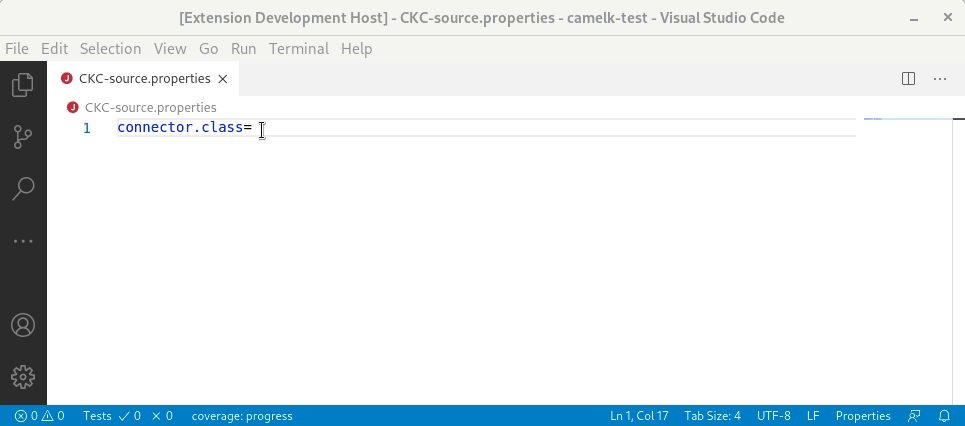 [Extension Development Host] - CKC-source.properties - camelk-test - Visual Studio Code
File Edit Selection View Go Run Terminal Help
J CKC-source.properties
J CKC-source.properties
1 connector.class=
0 0 Tests 0 0 coverage: progress Ln 1, Col 17 Tab Size: 4 UTF-8 LF Properties